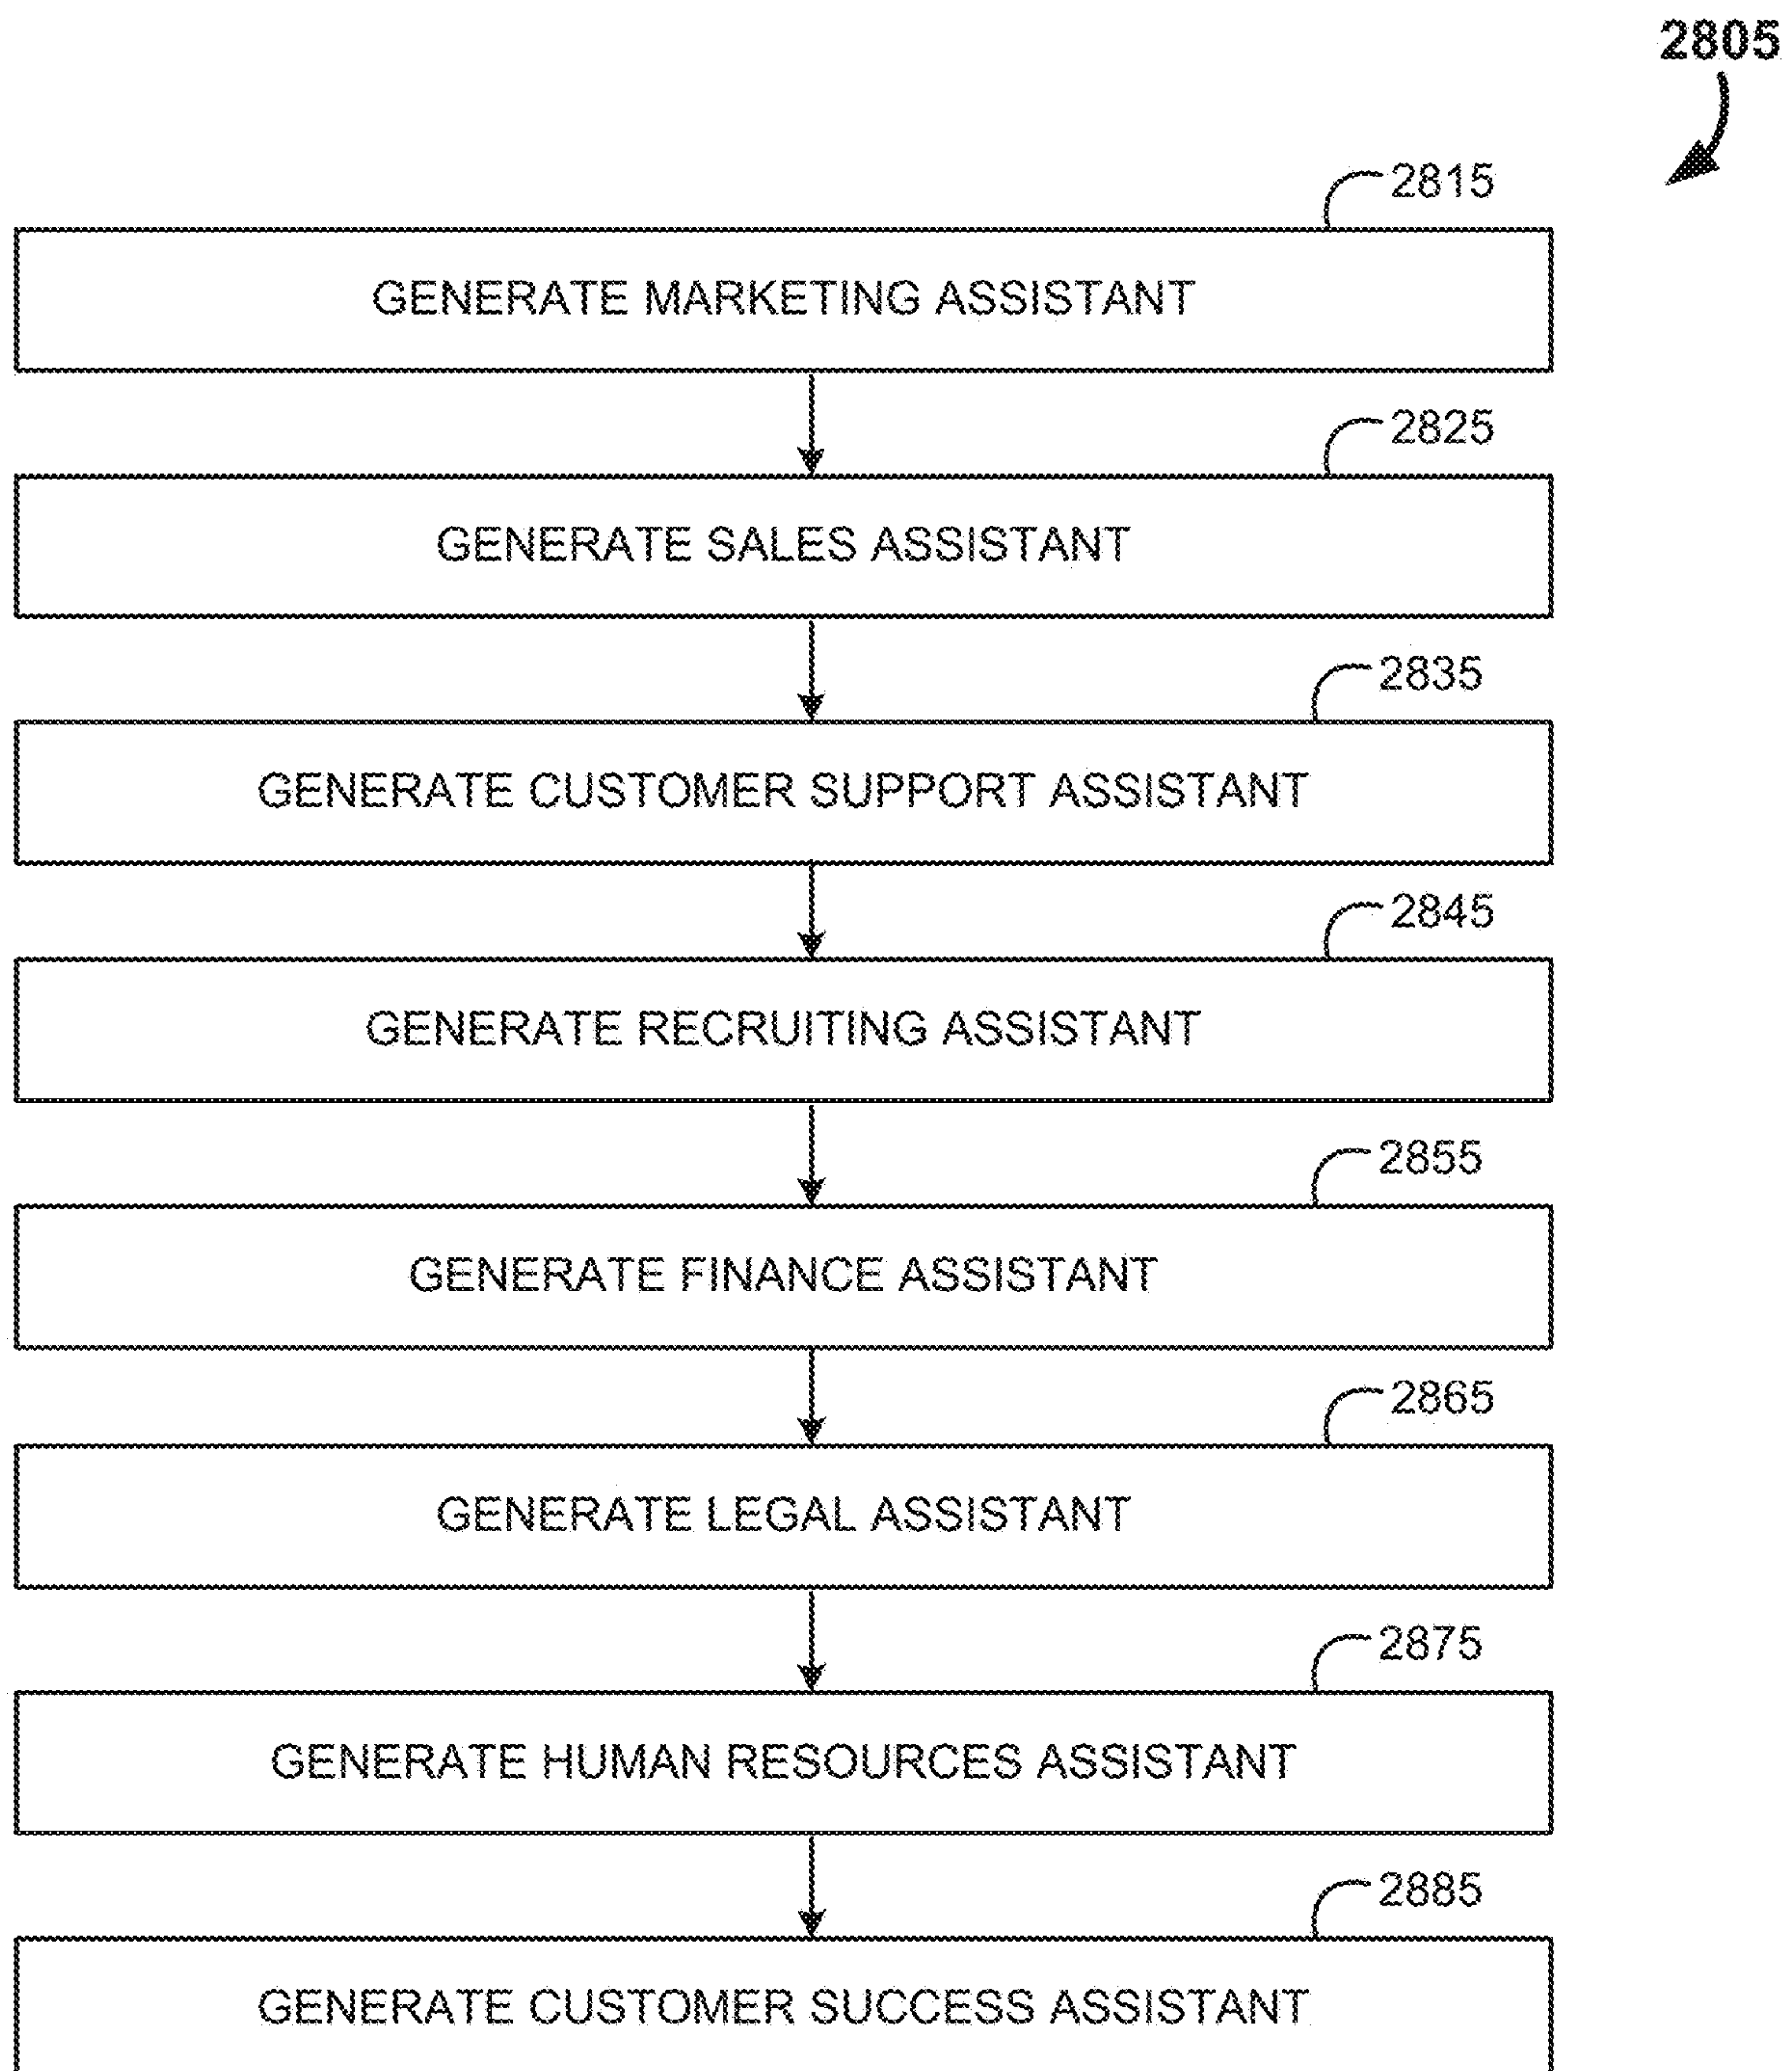 2805
2815
GENERATE MARKETING ASSISTANT
2825
GENERATE SALES ASSISTANT
2835
GENERATE CUSTOMER SUPPORT ASSISTANT
2845
GENERATE RECRUITING ASSISTANT
2855
GENERATE FINANCE ASSISTANT
2865
GENERATE LEGAL ASSISTANT
2875
GENERATE HUMAN RESOURCES ASSISTANT
2885
GENERATE CUSTOMER SUCCESS ASSISTANT